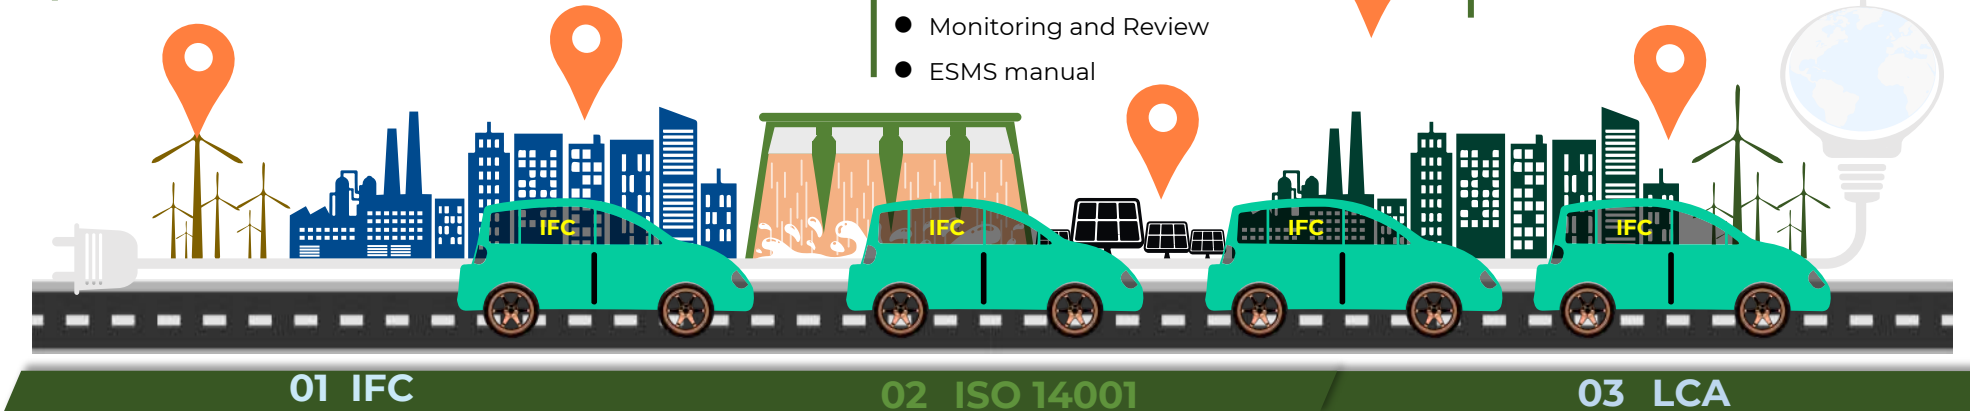 Monitoring and Review
ESMS manual
IFC
IFC
IFC
IFC
01 IFC
02 ISO 14001
03 LCA